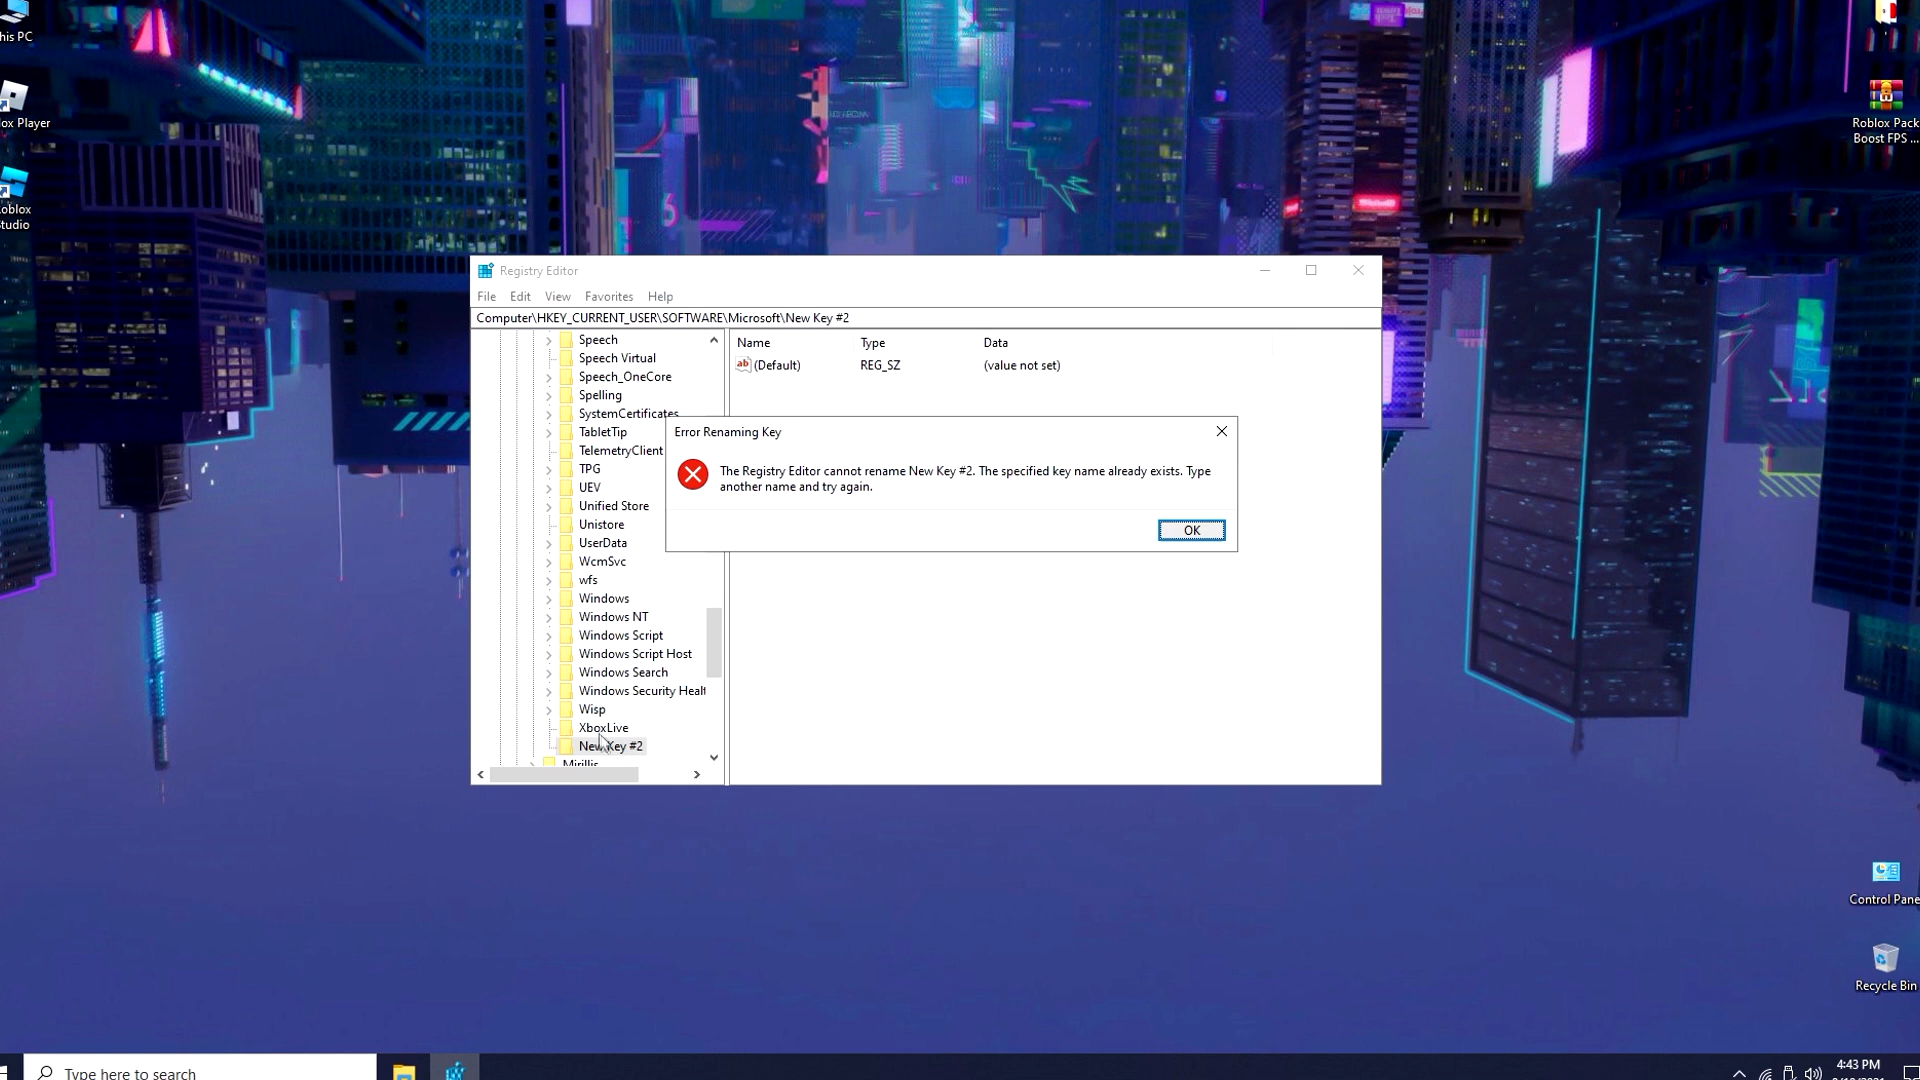 his PC
ox Player
oblox
Studio
Roblox Pack
Boost FPS ...
Registry Editor
File Edit View Favorites Help
Computer\HKEY_CURRENT_USER\SOFTWARE\Microsoft\New Key #2
Name Type Data
(Default) REG_SZ (value not set)
Speech
Speech Virtual
Speech_OneCore
Spelling
SystemCertificates
TabletTip
TelemetryClient
TPG
UEV
Unified Store
Unistore
UserData
WcmSvc
wfs
Windows
Windows NT
Windows Script
Windows Script Host
Windows Search
Windows Security Healt
Wisp
XboxLive
New Key #2
Mirillis
Error Renaming Key
The Registry Editor cannot rename New Key #2. The specified key name already exists. Type
another name and try again.
OK
Control Pane
Recycle Bin
Type here to search
4:43 PM